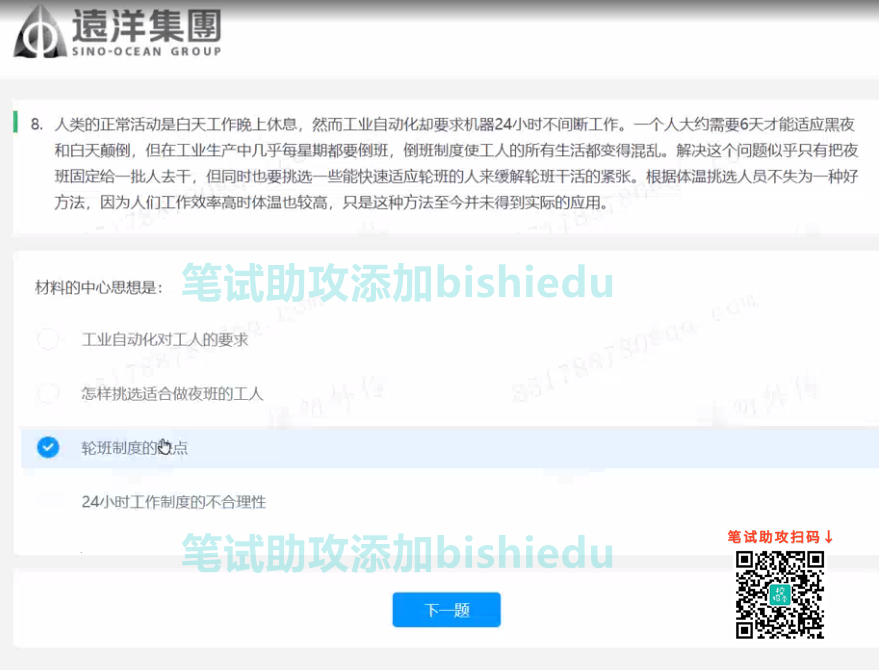 遠洋集團
SINO-OCEAN GROUP
8. 人类的正常活动是白天工作晚上休息，然而工业自动化却要求机器24小时不间断工作。一个人大约需要6天才能适应黑夜
和白天颠倒，但在工业生产中几乎每星期都要倒班，倒班制度使工人的所有生活都变得混乱。解决这个问题似乎只有把夜
班固定给一批人去干，但同时也要挑选一些能快速适应轮班的人来缓解轮班干活的紧张。根据体温挑选人员不失为一种好
方法，因为人们工作效率高时体温也较高，只是这种方法至今并未得到实际的应用。
材料的中心思想是：
笔试助攻添加bishiedu
工业自动化对工人的要求
怎样挑选适合做夜班的工人
轮班制度的点
24小时工作制度的不合理性
笔试助攻扫码↓
笔试助攻添加bishiedu
下一题